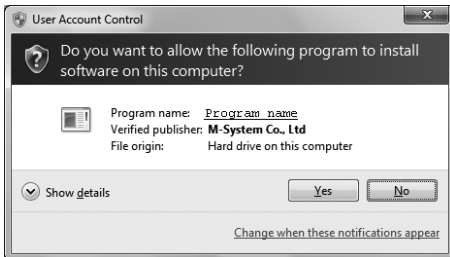 User Account Control
x
Do you want to allow the following program to install
software on this computer?
Program name: Program name
Verified publisher: M-System Co., Ltd
File origin: Hard drive on this computer
Show details
Yes
No
Change when these notifications appear